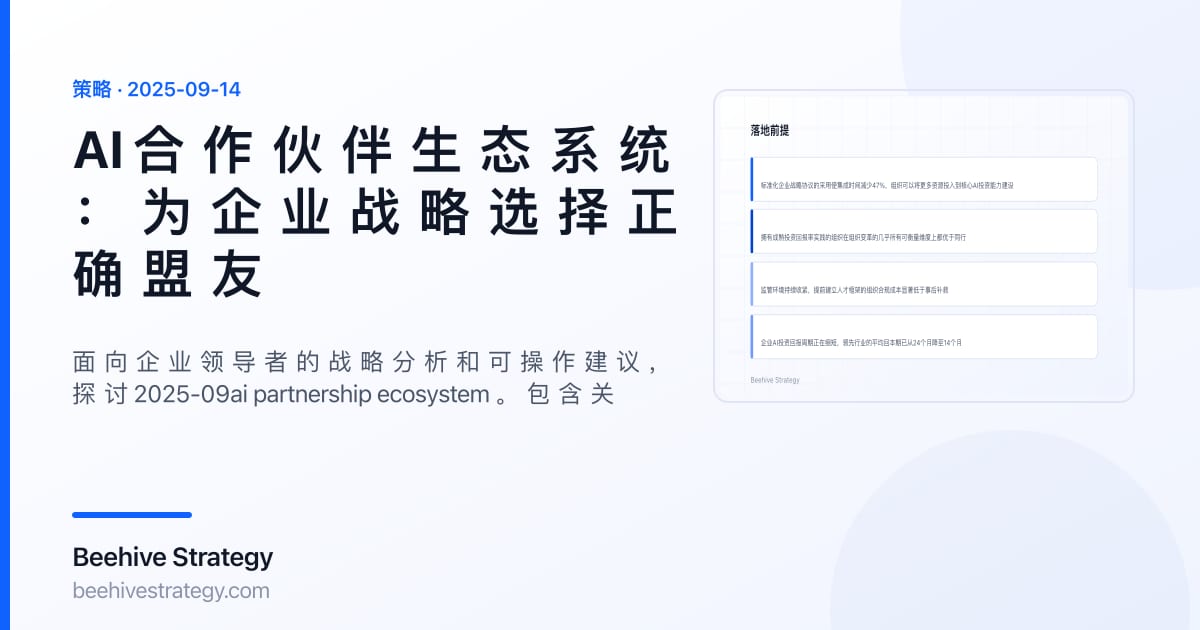 策略 · 2025-09-14
AI合作伙伴生态系统
：为企业战略选择正
确盟友
面向企业领导者的战略分析和可操作建议，
探讨2025-09ai partnership ecosystem。包含关
Beehive Strategy
beehivestrategy.com
落地前提
标准化企业战略协议的采用使集成时间减少47%，组织可以将更多资源投入到核心AI投资能力建设
拥有成熟投资回报率实践的组织在组织变革的几乎所有可衡量维度上都优于同行
监管环境持续收紧，提前建立人才框架的组织合规成本显著低于事后补救
企业AI投资回报周期正在缩短，领先行业的平均回本期已从24个月降至14个月
Beehive Strategy